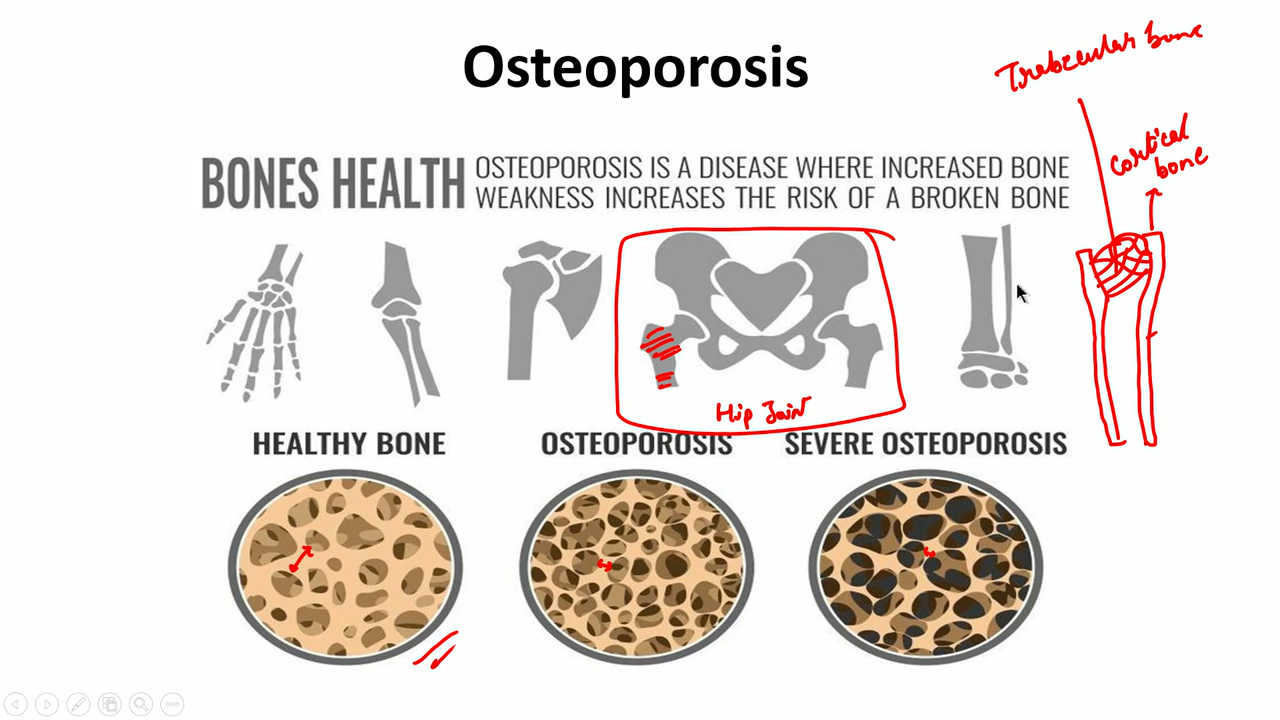 Osteoporosis
Trabecular bone
cortical
bone
BONES HEALTH
OSTEOPOROSIS IS A DISEASE WHERE INCREASED BONE
WEAKNESS INCREASES THE RISK OF A BROKEN BONE
Hip Joint
HEALTHY BONE
OSTEOPOROSIS
SEVERE OSTEOPOROSIS